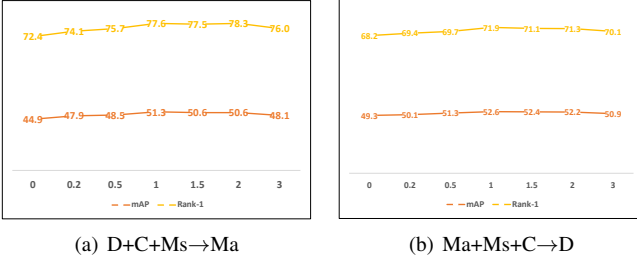 72.4 74.1 75.7 77.6 77.5 78.3 76.0
44.9 47.9 48.5 51.3 50.6 50.6 48.1
0 0.2 0.5 1 1.5 2 3
mAP Rank-1
(a) D+C+Ms→Ma
68.2 69.4 69.7 71.9 71.1 71.3 70.1
49.3 50.1 51.3 52.6 52.4 52.2 50.9
0 0.2 0.5 1 1.5 2 3
mAP Rank-1
(b) Ma+Ms+C→D